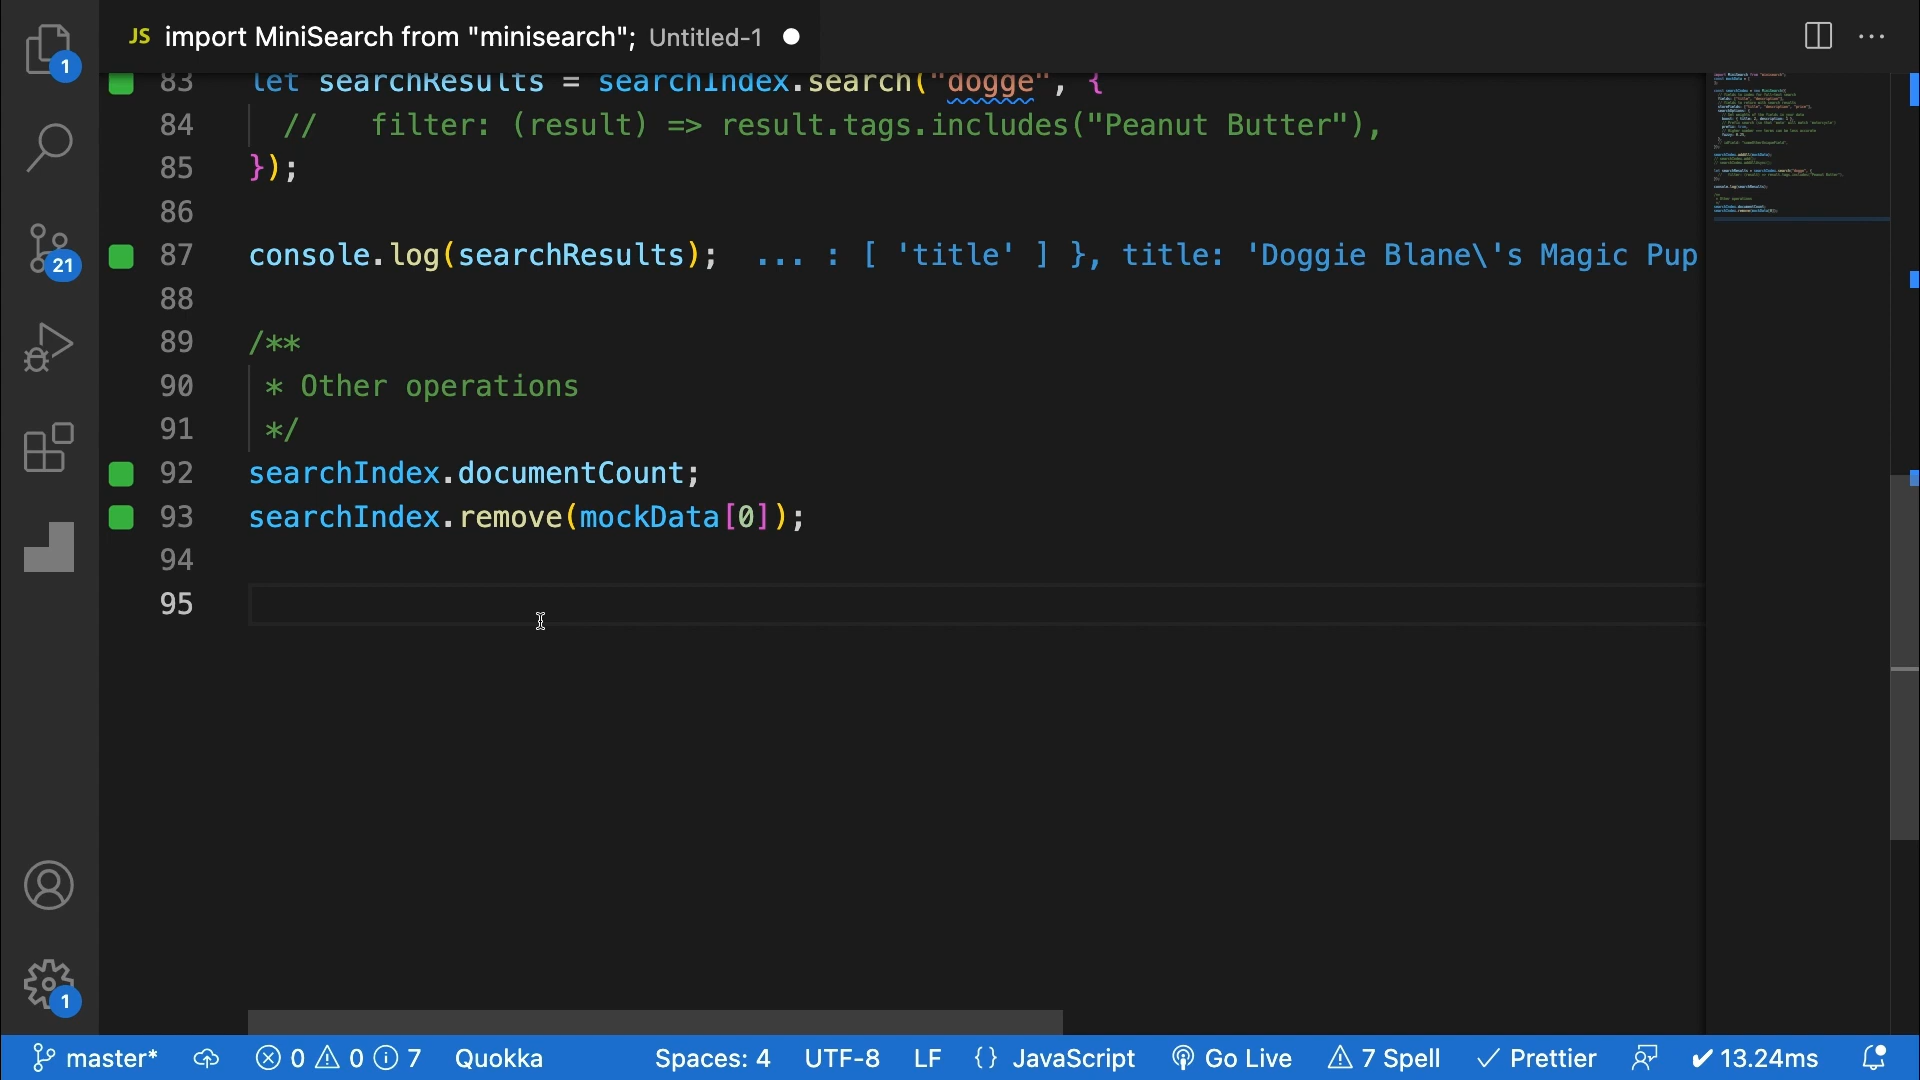 JS import MiniSearch from "minisearch"; Untitled-1
83 let searchResults = searchIndex.search("dogge", {
84 // filter: (result) => result.tags.includes("Peanut Butter"),
85 });
86
87 console.log(searchResults); ... : [ 'title' ] }, title: 'Doggie Blane\'s Magic Pup
88
89 /**
90 * Other operations
91 */
92 searchIndex.documentCount;
93 searchIndex.remove(mockData[0]);
94
95
1
21
1
master* 0 0 7 Quokka Spaces: 4 UTF-8 LF {} JavaScript Go Live 7 Spell ✓ Prettier ✔ 13.24ms